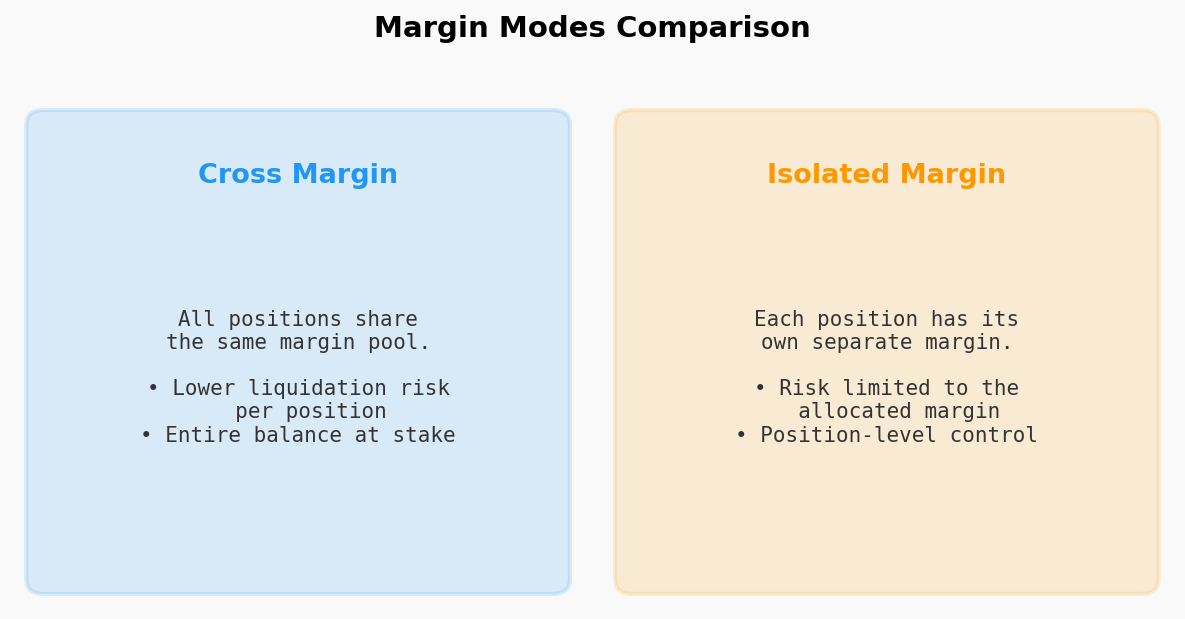 Margin Modes Comparison
Cross Margin
All positions share
the same margin pool.
• Lower liquidation risk
per position
• Entire balance at stake
Isolated Margin
Each position has its
own separate margin.
• Risk limited to the
allocated margin
• Position-level control